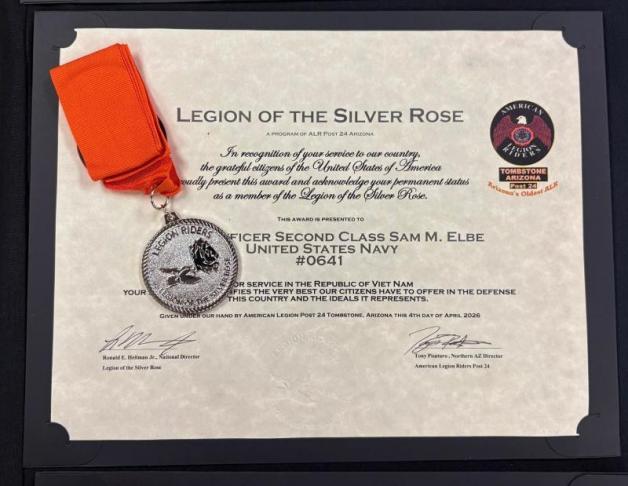 LEGION OF THE SILVER ROSE
A PROGRAM OF ALR POST 24 ARIZONA
In recognition of your service to our country,
the grateful citizens of the United States of America
proudly present this award and acknowledge your permanent status
as a member of the Legion of the Silver Rose.
THIS AWARD IS PRESENTED TO
FICER SECOND CLASS SAM M. ELBE
UNITED STATES NAVY
#0641
OR SERVICE IN THE REPUBLIC OF VIET NAM
YOUR FIES THE VERY BEST OUR CITIZENS HAVE TO OFFER IN THE DEFENSE
THIS COUNTRY AND THE IDEALS IT REPRESENTS.
GIVEN UNDER OUR HAND BY AMERICAN LEGION POST 24 TOMBSTONE, ARIZONA THIS 4TH DAY OF APRIL 2026
Ronald E. Hellman Jr., National Director
Legion of the Silver Rose
Tony Pianturo, Northern AZ Director
American Legion Riders Post 24
AMERICAN
LEGION
RIDERS
TOMBSTONE
ARIZONA
Post 24
Arizona's Oldest ALR
LEGION RIDERS